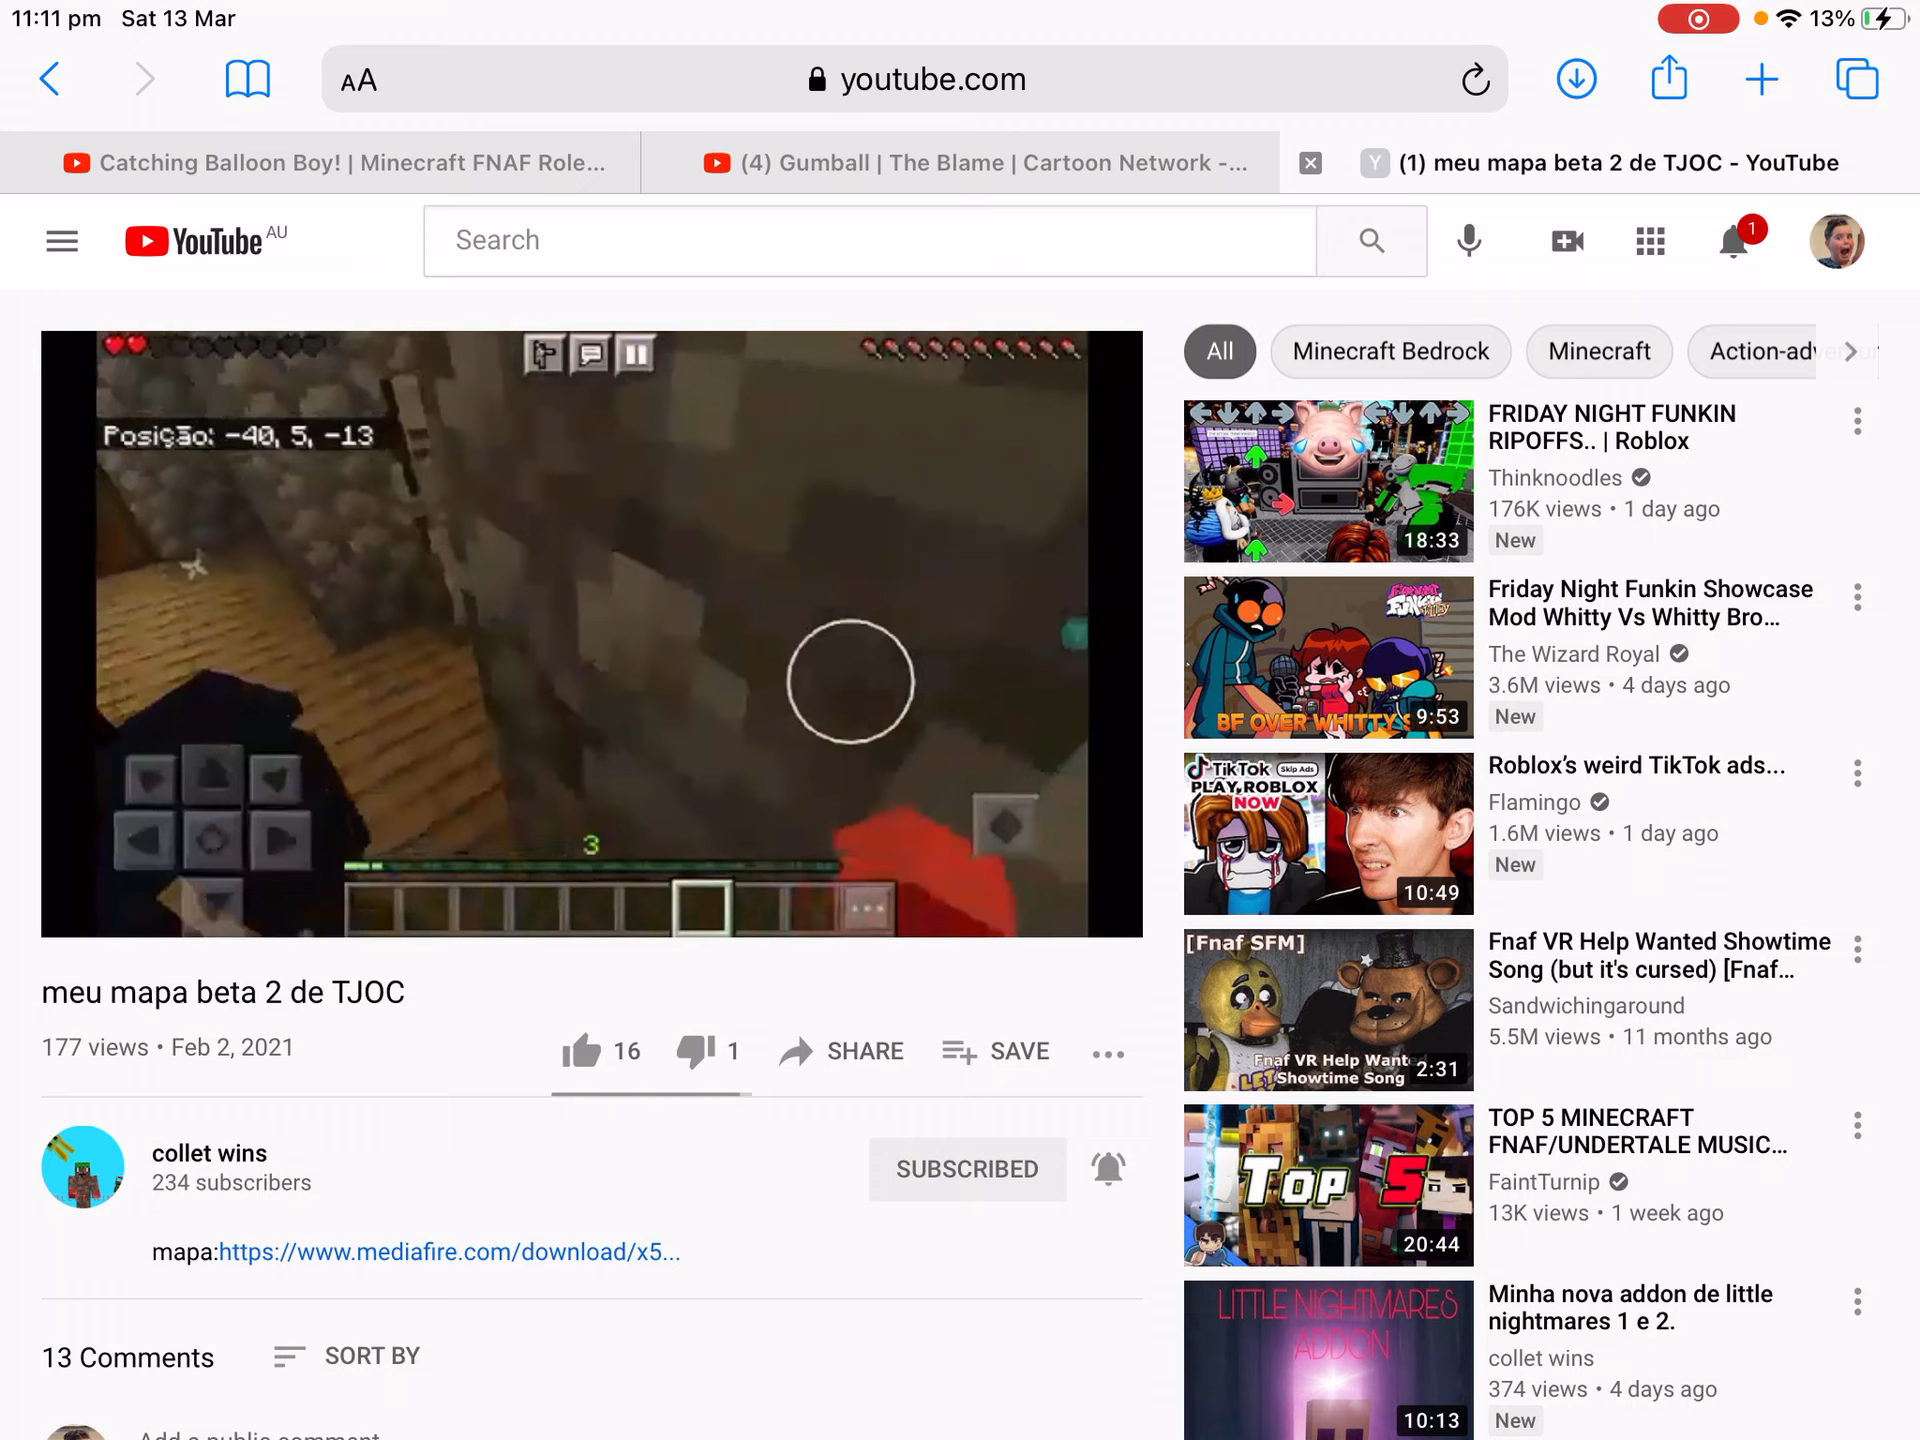 11:11 pm Sat 13 Mar
13%
AA
youtube.com
Catching Balloon Boy! | Minecraft FNAF Role...
(4) Gumball | The Blame | Cartoon Network -...
Y
(1) meu mapa beta 2 de TJOC - YouTube
YouTube AU
Search
1
Posição: -40, 5, -13
3
meu mapa beta 2 de TJOC
177 views • Feb 2, 2021
16
1
SHARE
SAVE
collet wins
234 subscribers
SUBSCRIBED
mapa:https://www.mediafire.com/download/x5...
13 Comments
SORT BY
Add a public comment
All
Minecraft Bedrock
Minecraft
Action-adventur
18:33
FRIDAY NIGHT FUNKIN
RIPOFFS.. | Roblox
Thinknoodles
176K views • 1 day ago
New
BF OVER WHITTY'S
9:53
Friday Night Funkin Showcase
Mod Whitty Vs Whitty Bro...
The Wizard Royal
3.6M views • 4 days ago
New
TikTok
Skip Ads
PLAY ROBLOX
NOW
10:49
Roblox’s weird TikTok ads...
Flamingo
1.6M views • 1 day ago
New
[Fnaf SFM]
LET'S
Fnaf VR Help Want
Showtime Song
2:31
Fnaf VR Help Wanted Showtime
Song (but it's cursed) [Fnaf...
Sandwichingaround
5.5M views • 11 months ago
TOP 5
20:44
TOP 5 MINECRAFT
FNAF/UNDERTALE MUSIC...
FaintTurnip
13K views • 1 week ago
LITTLE NIGHTMARES
ADDON
10:13
Minha nova addon de little
nightmares 1 e 2.
collet wins
374 views • 4 days ago
New